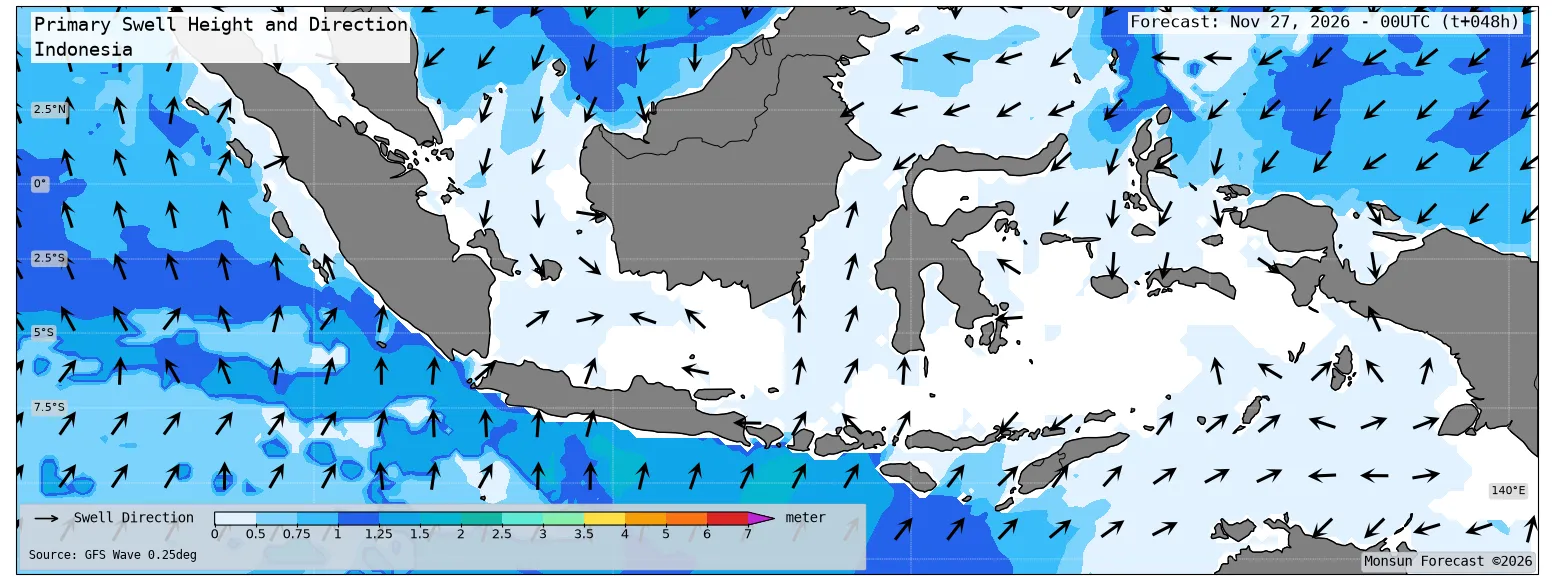 Primary Swell Height and Direction
Indonesia
Forecast: Nov 27, 2026 - 00UTC (t+048h)
2.5°N
0°
2.5°S
5°S
7.5°S
140°E
Swell Direction
0 0.5 0.75 1 1.25 1.5 2 2.5 3 3.5 4 5 6 7
meter
Source: GFS Wave 0.25deg
Monsun Forecast ©2026